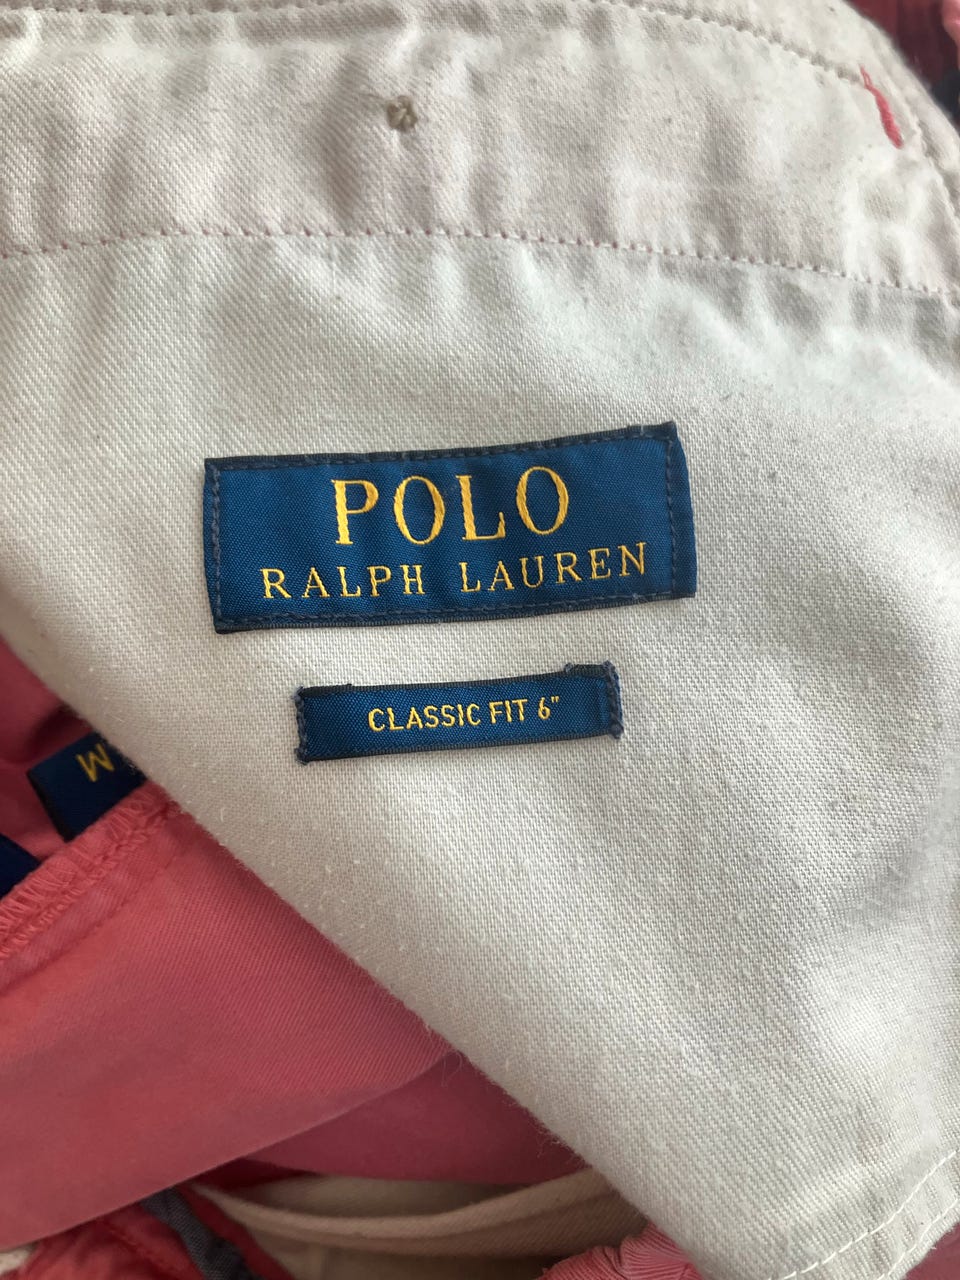 POLO
RALPH LAUREN
CLASSIC FIT 6"
M